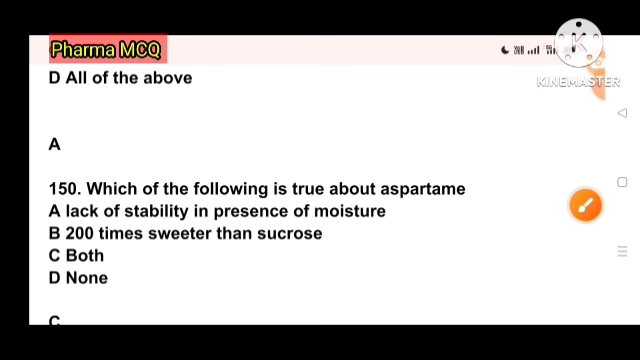 Pharma MCQ
KINEMASTER
D All of the above
A
150. Which of the following is true about aspartame
A lack of stability in presence of moisture
B 200 times sweeter than sucrose
C Both
D None
C